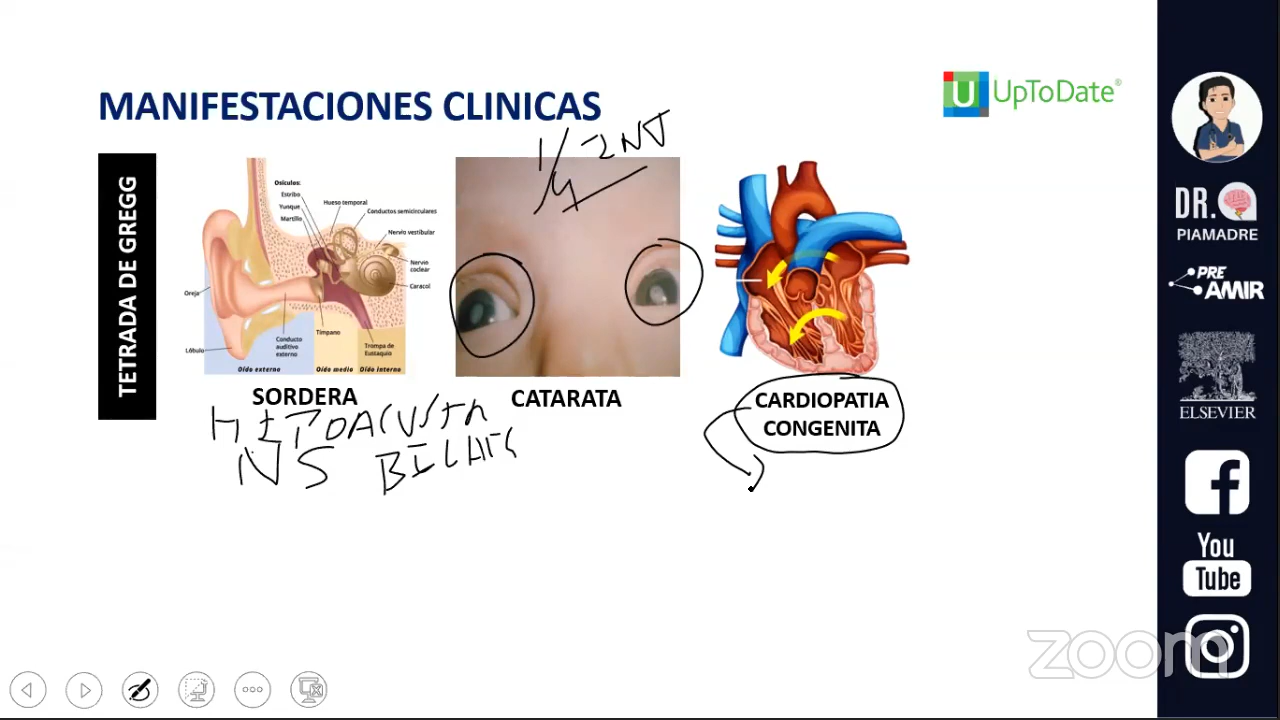 MANIFESTACIONES CLINICAS
UpToDate®
TETRADA DE GREGG
1/4
Osículos:
Estribo
Yunque
Martillo
Hueso temporal
Conductos semicirculares
Nervio vestibular
Nervio
coclear
Caracol
Oreja
Tímpano
Conducto
auditivo
externo
Lóbulo
Trompa de
Eustaquio
Oído externo
Oído medio
Oído interno
SORDERA
CATARATA
CARDIOPATIA
CONGENITA
HIPOACUSIA
NS BILATE
DR.
PIAMADRE
PRE
AMIR
ELSEVIER
You
Tube
zoom